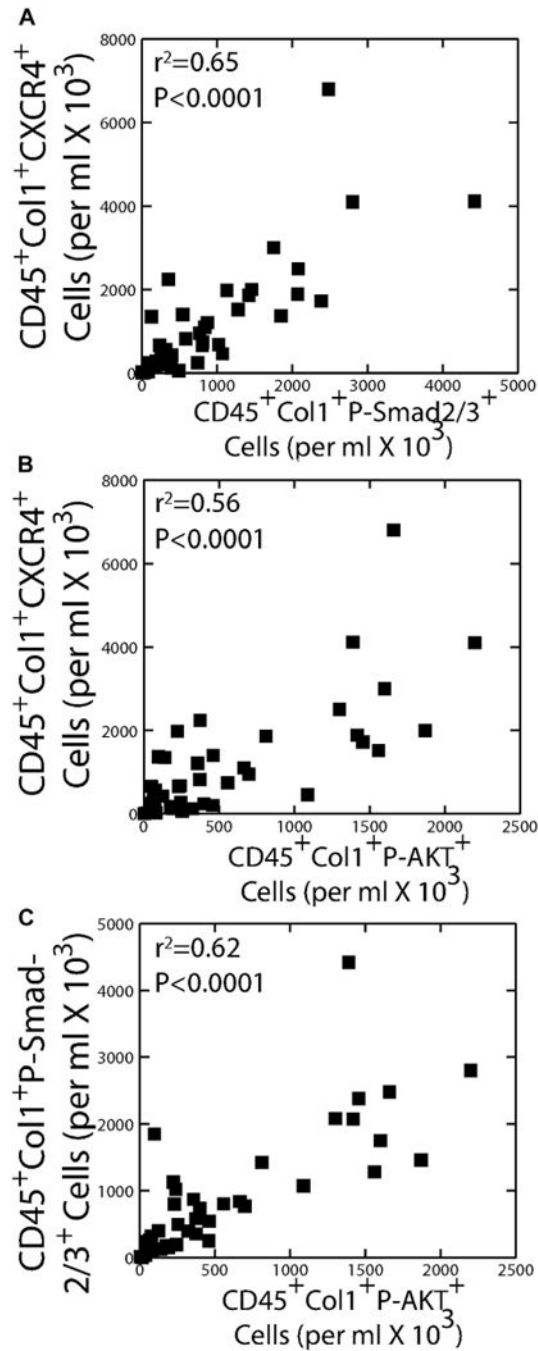 A
CD45⁺Col1⁺CXCR4⁺
Cells (per ml X 10³)
8000
6000
4000
2000
0
r²=0.65
P<0.0001
0
1000
2000
3000
4000
5000
CD45⁺Col1⁺P-Smad2/3⁺
Cells (per ml X 10³)
B
CD45⁺Col1⁺CXCR4⁺
Cells (per ml X 10³)
8000
6000
4000
2000
0
r²=0.56
P<0.0001
0
500
1000
1500
2000
2500
CD45⁺Col1⁺P-AKT⁺
Cells (per ml X 10³)
C
CD45⁺Col1⁺P-Smad-
2/3⁺ Cells (per ml X 10³)
5000
4000
3000
2000
1000
0
r²=0.62
P<0.0001
0
500
1000
1500
2000
2500
CD45⁺Col1⁺P-AKT⁺
Cells (per ml X 10³)